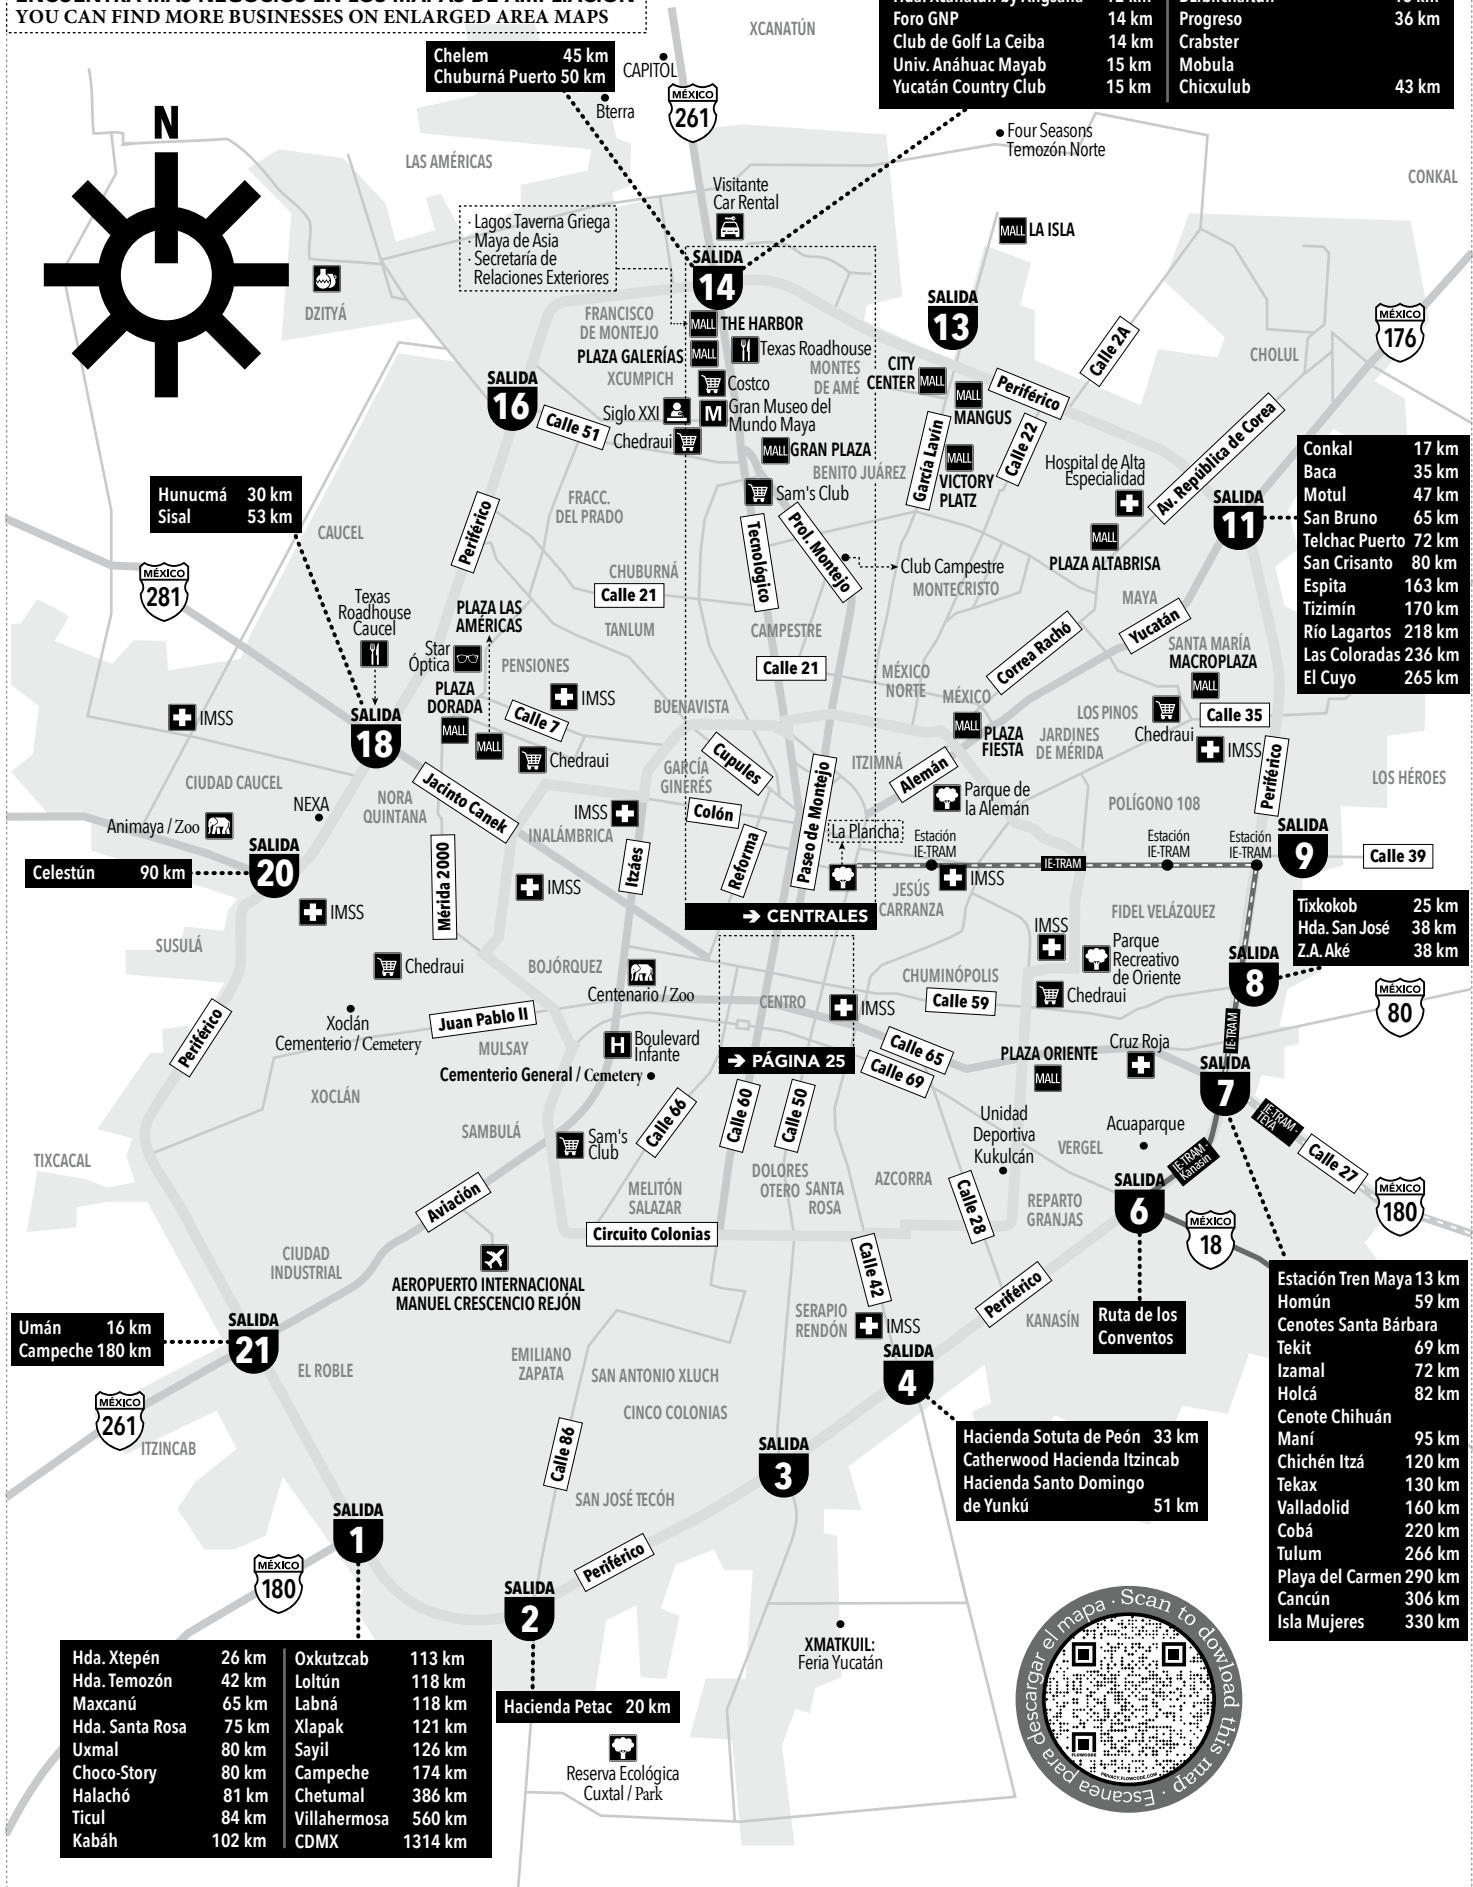 YOU CAN FIND MORE BUSINESSES ON ENLARGED AREA MAPS
Chelem 45 km
Chuburná Puerto 50 km
CAPITOL
Bterra
XCANATÚN
MÉXICO
261
Foro GNP 14 km
Club de Golf La Ceiba 14 km
Univ. Anáhuac Mayab 15 km
Yucatán Country Club 15 km
Progreso 36 km
Crabster
Mobula
Chicxulub 43 km
N
LAS AMÉRICAS
Four Seasons
Temozón Norte
CONKAL
Visitante
Car Rental
· Lagos Taverna Griega
· Maya de Asia
· Secretaría de
Relaciones Exteriores
MALL LA ISLA
DZITYÁ
SALIDA
14
SALIDA
13
MÉXICO
176
FRANCISCO
DE MONTEJO
MALL THE HARBOR
PLAZA GALERÍAS MALL
Texas Roadhouse
XCUMPICH
Costco
MONTES
DE AMÉ
CITY
CENTER MALL
MALL
MANGUS
Periférico
Calle 2A
CHOLUL
SALIDA
16
Calle 51
Siglo XXI
M Gran Museo del
Mundo Maya
Chedraui
MALL GRAN PLAZA
BENITO JUÁREZ
García Lavín
MALL
VICTORY
PLATZ
Calle 22
Hospital de Alta
Especialidad
Av. República de Corea
Sam's Club
FRACC.
DEL PRADO
Hunucmá 30 km
Sisal 53 km
CAUCEL
Periférico
Tecnológico
Prol. Montejo
MALL
PLAZA ALTABRISA
SALIDA
11
Conkal 17 km
Baca 35 km
Motul 47 km
San Bruno 65 km
Telchac Puerto 72 km
San Crisanto 80 km
Espita 163 km
Tizimín 170 km
Río Lagartos 218 km
Las Coloradas 236 km
El Cuyo 265 km
MÉXICO
281
CHUBURNÁ
Calle 21
TANLUM
Club Campestre
MONTECRISTO
MAYA
Yucatán
Texas
Roadhouse
Caucel
PLAZA LAS
AMÉRICAS
Star
Óptica
PENSIONES
CAMPESTRE
Calle 21
Correa Rachó
SANTA MARÍA
MACROPLAZA
MALL
MÉXICO
NORTE
MÉXICO
PLAZA
DORADA
MALL
MALL
Calle 7
IMSS
BUENAVISTA
IMSS
SALIDA
18
Chedraui
MALL
PLAZA
FIESTA
LOS PINOS
JARDINES
DE MÉRIDA
Chedraui
Calle 35
IMSS
Periférico
LOS HÉROES
Cupules
GARCÍA
GINERÉS
ITZIMNÁ
Alemán
Parque de
la Alemán
POLÍGONO 108
CIUDAD CAUCEL
NEXA
NORA
QUINTANA
Jacinto Canek
IMSS
INALÁMBRICA
Colón
Paseo de Montejo
Animaya / Zoo
La Plancha
Estación
IE-TRAM
IE-TRAM
Estación
IE-TRAM
Estación
IE-TRAM
SALIDA
9
Calle 39
SALIDA
20
Celestún 90 km
Mérida 2000
Itzáes
Reforma
IMSS
IMSS
JESÚS
CARRANZA
IMSS
➔ CENTRALES
FIDEL VELÁZQUEZ
Tixkokob 25 km
Hda. San José 38 km
Z.A. Aké 38 km
SUSULÁ
IMSS
Parque
Recreativo
de Oriente
SALIDA
8
Chedraui
BOJÓRQUEZ
Centenario / Zoo
CENTRO
IMSS
CHUMINÓPOLIS
Calle 59
Chedraui
MÉXICO
80
Periférico
Xoclán
Cementerio / Cemetery
Juan Pablo II
MULSAY
H Boulevard
Infante
Cementerio General / Cemetery
➔ PÁGINA 25
Calle 65
Calle 69
PLAZA ORIENTE
MALL
Cruz Roja
IE-TRAM
SALIDA
7
XOCLÁN
SAMBULÁ
Sam's
Club
Calle 66
Calle 60
Calle 50
Unidad
Deportiva
Kukulcán
Acuaparque
VERGEL
IE-TRAM -
TEYA
Calle 27
TIXCACAL
DOLORES
OTERO
SANTA
ROSA
AZCORRA
IE-TRAM -
Kanasín
SALIDA
6
MÉXICO
180
MÉXICO
18
Aviación
MELITÓN
SALAZAR
Circuito Colonias
Calle 28
REPARTO
GRANJAS
CIUDAD
INDUSTRIAL
AEROPUERTO INTERNACIONAL
MANUEL CRESCENCIO REJÓN
Calle 42
Periférico
KANASÍN
Ruta de los
Conventos
Estación Tren Maya 13 km
Homún 59 km
Cenotes Santa Bárbara
Tekit 69 km
Izamal 72 km
Holcá 82 km
Cenote Chihuán
Maní 95 km
Chichén Itzá 120 km
Tekax 130 km
Valladolid 160 km
Cobá 220 km
Tulum 266 km
Playa del Carmen 290 km
Cancún 306 km
Isla Mujeres 330 km
SERAPIO
RENDÓN
IMSS
Umán 16 km
Campeche 180 km
SALIDA
21
EL ROBLE
SALIDA
4
EMILIANO
ZAPATA
SAN ANTONIO XLUCH
CINCO COLONIAS
MÉXICO
261
ITZINCAB
Calle 86
SALIDA
3
Hacienda Sotuta de Peón 33 km
Catherwood Hacienda Itzincab
Hacienda Santo Domingo
de Yunkú 51 km
SAN JOSÉ TECÓH
SALIDA
1
MÉXICO
180
Periférico
SALIDA
2
XMATKUIL:
Feria Yucatán
Hda. Xtepén 26 km
Hda. Temozón 42 km
Maxcanú 65 km
Hda. Santa Rosa 75 km
Uxmal 80 km
Choco-Story 80 km
Halachó 81 km
Ticul 84 km
Kabáh 102 km
Oxkutzcab 113 km
Loltún 118 km
Labná 118 km
Xlapak 121 km
Sayil 126 km
Campeche 174 km
Chetumal 386 km
Villahermosa 560 km
CDMX 1314 km
Hacienda Petac 20 km
Reserva Ecológica
Cuxtal / Park
Escanea para descargar el mapa · Scan to dowload this map ·
FLOWCODE
PRIVACY.FLOWCODE.COM